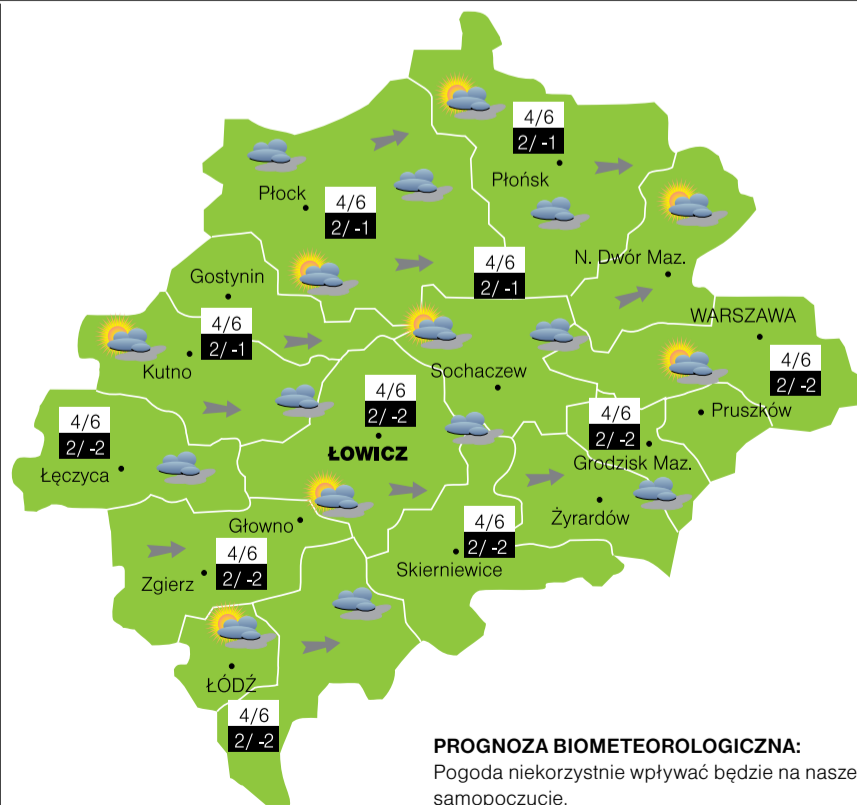 4/6
2/ -1
Płońsk
Płock
4/6
2/ -1
N. Dwór Maz.
4/6
2/ -1
Gostynin
WARSZAWA
4/6
2/ -1
Kutno
4/6
2/ -2
Sochaczew
4/6
2/ -2
Pruszków
4/6
2/ -2
Łęczyca
ŁOWICZ
4/6
2/ -2
Grodzisk Maz.
Żyrardów
Głowno
4/6
2/ -2
Skierniewice
4/6
2/ -2
Zgierz
ŁÓDŹ
4/6
2/ -2
PROGNOZA BIOMETEOROLOGICZNA:
Pogoda niekorzystnie wpływać będzie na nasze
samopoczucie.